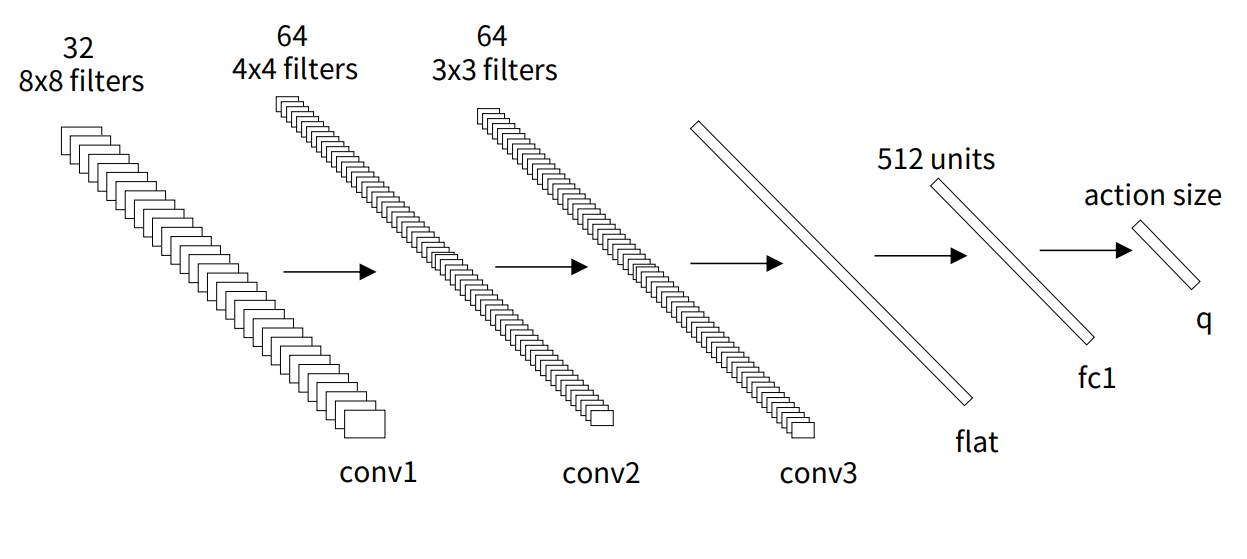 32
8x8 filters
64
4x4 filters
64
3x3 filters
512 units
action size
conv1
conv2
conv3
flat
fc1
q